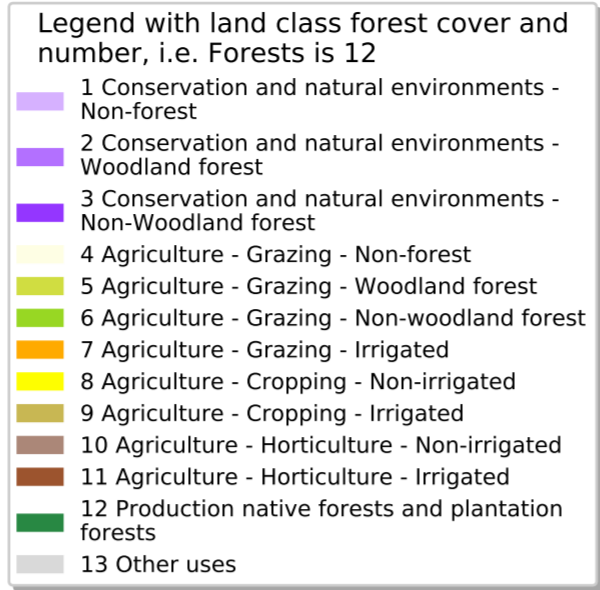 Legend with land class forest cover and
number, i.e. Forests is 12
1 Conservation and natural environments -
Non-forest
2 Conservation and natural environments -
Woodland forest
3 Conservation and natural environments -
Non-Woodland forest
4 Agriculture - Grazing - Non-forest
5 Agriculture - Grazing - Woodland forest
6 Agriculture - Grazing - Non-woodland forest
7 Agriculture - Grazing - Irrigated
8 Agriculture - Cropping - Non-irrigated
9 Agriculture - Cropping - Irrigated
10 Agriculture - Horticulture - Non-irrigated
11 Agriculture - Horticulture - Irrigated
12 Production native forests and plantation
forests
13 Other uses